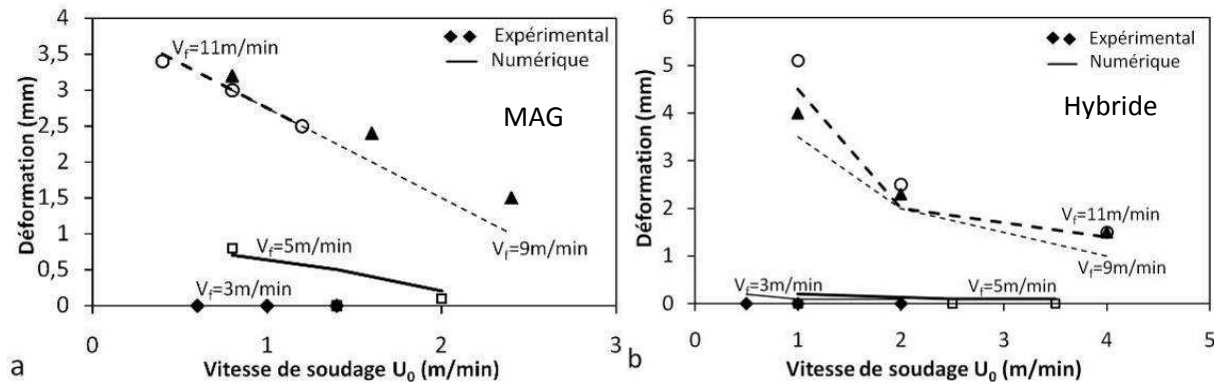 4
3,5
3
2,5
2
1,5
1
0,5
0
Déformation (mm)
V_f=11m/min
Expérimental
Numérique
MAG
V_f=9m/min
V_f=5m/min
V_f=3m/min
0
1
2
3
Vitesse de soudage U_0 (m/min)
a
6
5
4
3
2
1
0
Déformation (mm)
Expérimental
Numérique
Hybride
V_f=11m/min
V_f=9m/min
V_f=3m/min
V_f=5m/min
0
1
2
3
4
5
Vitesse de soudage U_0 (m/min)
b